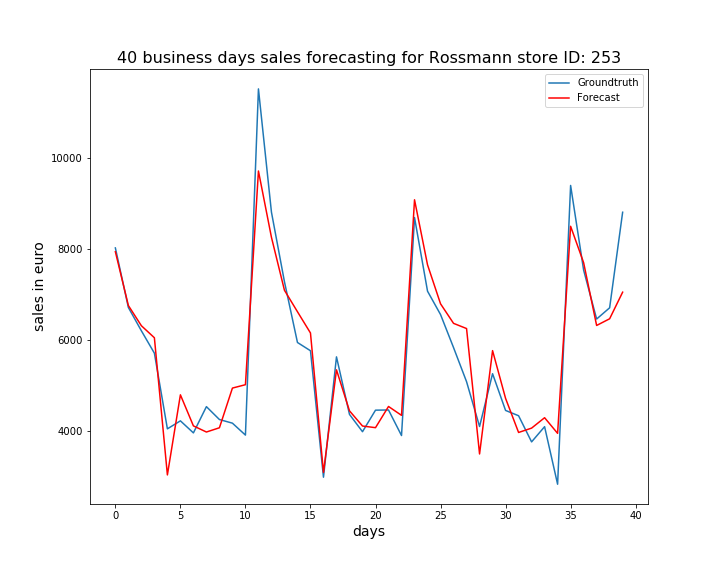 40 business days sales forecasting for Rossmann store ID: 253
Groundtruth
Forecast
10000
8000
6000
4000
sales in euro
0 5 10 15 20 25 30 35 40
days